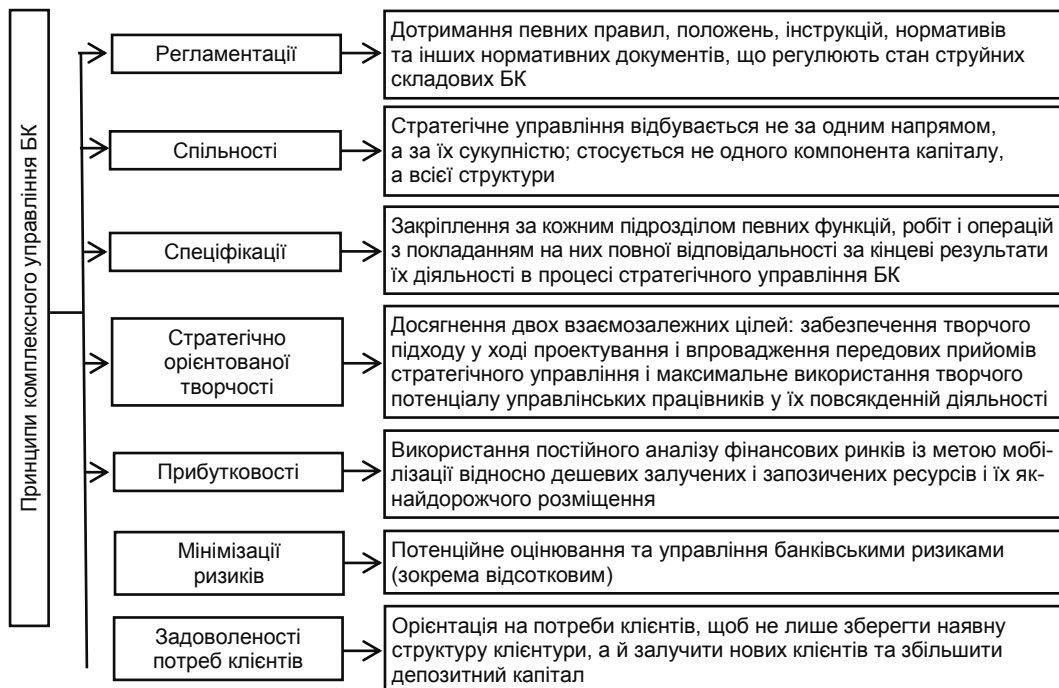 Принципи комплексного управління БК
Регламентації
Дотримання певних правил, положень, інструкцій, нормативів
та інших нормативних документів, що регулюють стан струйних
складових БК
Спільності
Стратегічне управління відбувається не за одним напрямом,
а за їх сукупністю; стосується не одного компонента капіталу,
а всієї структури
Спеціфікації
Закріплення за кожним підрозділом певних функцій, робіт і операцій
з покладанням на них повної відповідальності за кінцеві результати
їх діяльності в процесі стратегічного управління БК
Стратегічно
орієнтованої
творчості
Досягнення двох взаємозалежних цілей: забезпечення творчого
підходу у ході проектування і впровадження передових прийомів
стратегічного управління і максимальне використання творчого
потенціалу управлінських працівників у їх повсякденній діяльності
Прибутковості
Використання постійного аналізу фінансових ринків із метою мобі-
лізації відносно дешевих залучених і запозичених ресурсів і їх як-
найдорожчого розміщення
Мінімізації
ризиків
Потенційне оцінювання та управління банківськими ризиками
(зокрема відсотковим)
Задоволеності
потреб клієнтів
Орієнтація на потреби клієнтів, щоб не лише зберегти наявну
структуру клієнтури, а й залучити нових клієнтів та збільшити
депозитний капітал